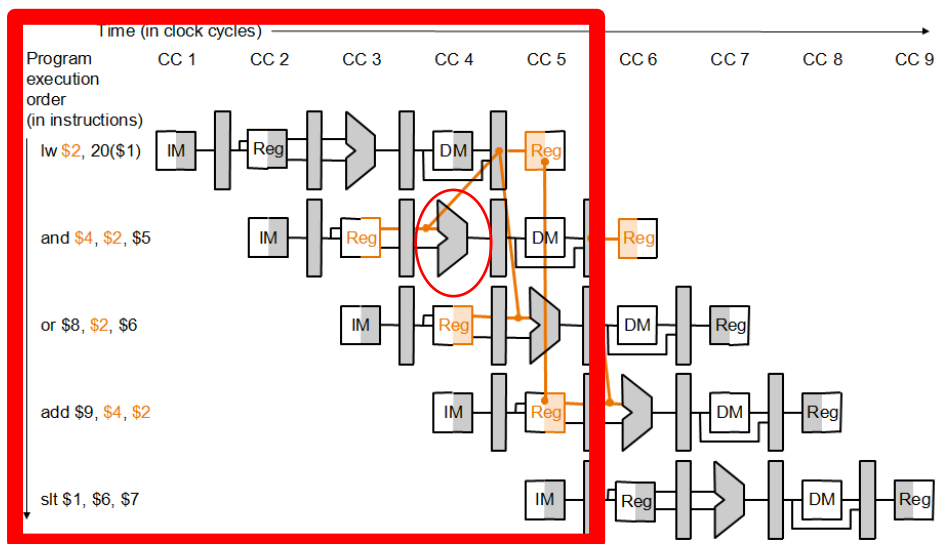 Time (in clock cycles)
Program execution order (in instructions)
CC 1 CC 2 CC 3 CC 4 CC 5 CC 6 CC 7 CC 8 CC 9
lw $2, 20($1) IM Reg DM Reg
and $4, $2, $5 IM Reg DM Reg
or $8, $2, $6 IM Reg DM Reg
add $9, $4, $2 IM Reg DM Reg
slt $1, $6, $7 IM Reg DM Reg